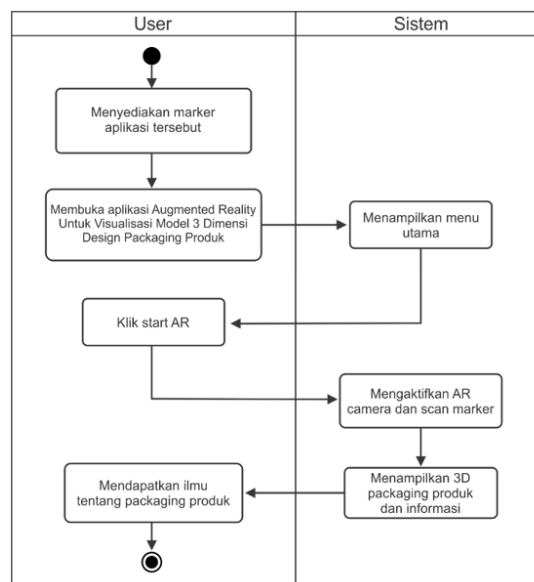 User
Sistem
Menyediakan marker
aplikasi tersebut
Membuka aplikasi Augmented Reality
Untuk Visualisasi Model 3 Dimensi
Design Packaging Produk
Menampilkan menu
utama
Klik start AR
Mengaktifkan AR
camera dan scan marker
Menampilkan 3D
packaging produk
dan informasi
Mendapatkan ilmu
tentang packaging produk